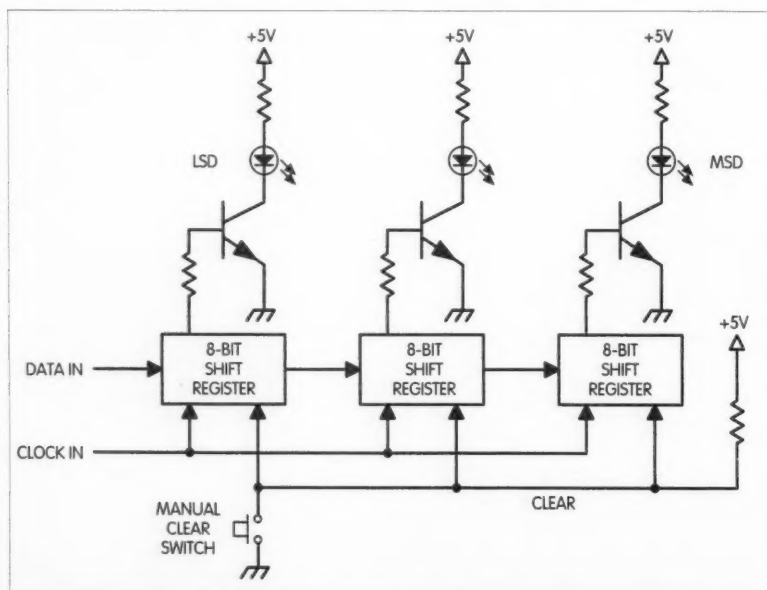 +5V
+5V
+5V
LSD
MSD
+5V
8-BIT
SHIFT
REGISTER
8-BIT
SHIFT
REGISTER
8-BIT
SHIFT
REGISTER
DATA IN
CLOCK IN
CLEAR
MANUAL
CLEAR
SWITCH